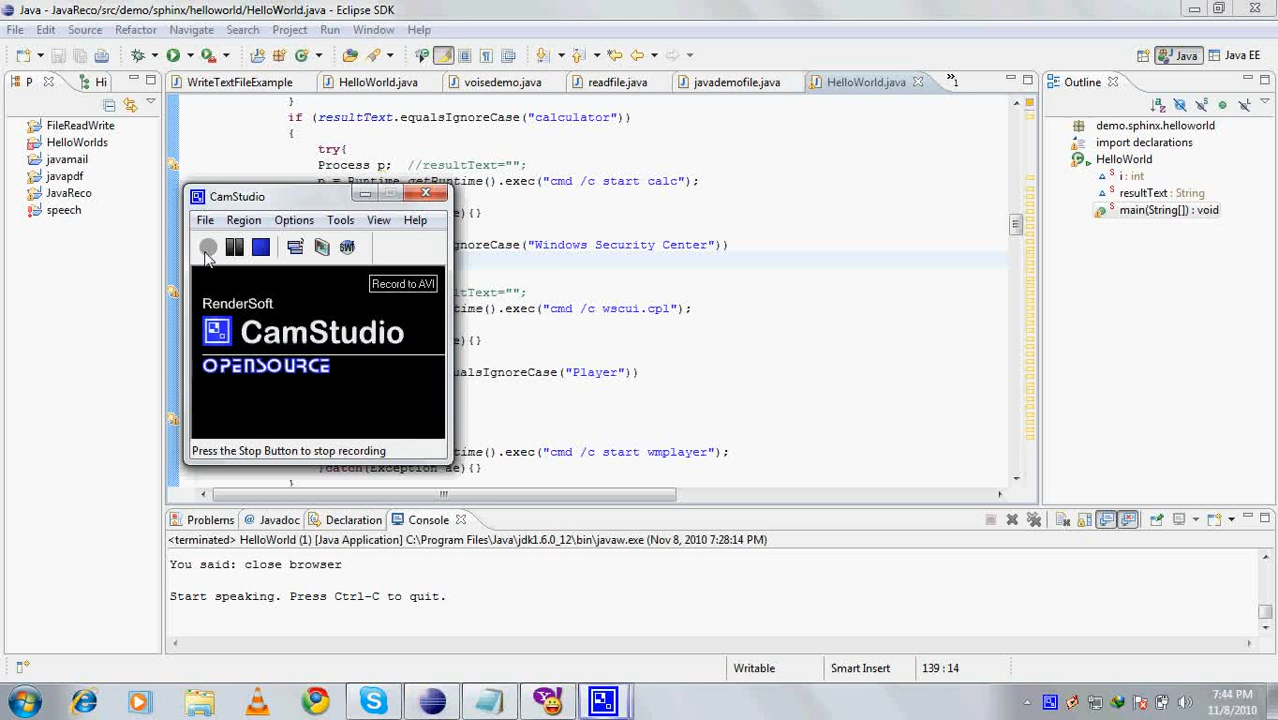 Java - JavaReco/src/demo/sphinx/helloworld/HelloWorld.java - Eclipse SDK
File Edit Source Refactor Navigate Search Project Run Window Help
Java Java EE
P Hi
WriteTextFileExample HelloWorld.java voisedemo.java readfile.java javademofile.java HelloWorld.java 1
Outline
FileReadWrite
HelloWorlds
javamail
javapdf
JavaReco
speech
}
if (resultText.equalsIgnoreCase("calculator"))
{
try{
Process p; //resultText="";
p = Runtime.getRuntime().exec("cmd /c start calc");
e){}
gnoreCase("Windows Security Center"))
ltText="";
time().exec("cmd /c wscui.cpl");
e){}
qualsIgnoreCase("Player"))
time().exec("cmd /c start wmplayer");
}catch(Exception ae){}
}
CamStudio
File Region Options Tools View Help
SWF
Record to AVI
RenderSoft
CamStudio
OPENSOURCE
Press the Stop Button to stop recording
demo.sphinx.helloworld
import declarations
HelloWorld
i : int
resultText : String
main(String[]) : void
Problems @ Javadoc Declaration Console
<terminated> HelloWorld (1) [Java Application] C:\Program Files\Java\jdk1.6.0_12\bin\javaw.exe (Nov 8, 2010 7:28:14 PM)
You said: close browser
Start speaking. Press Ctrl-C to quit.
Writable Smart Insert 139 : 14
7:44 PM
11/8/2010